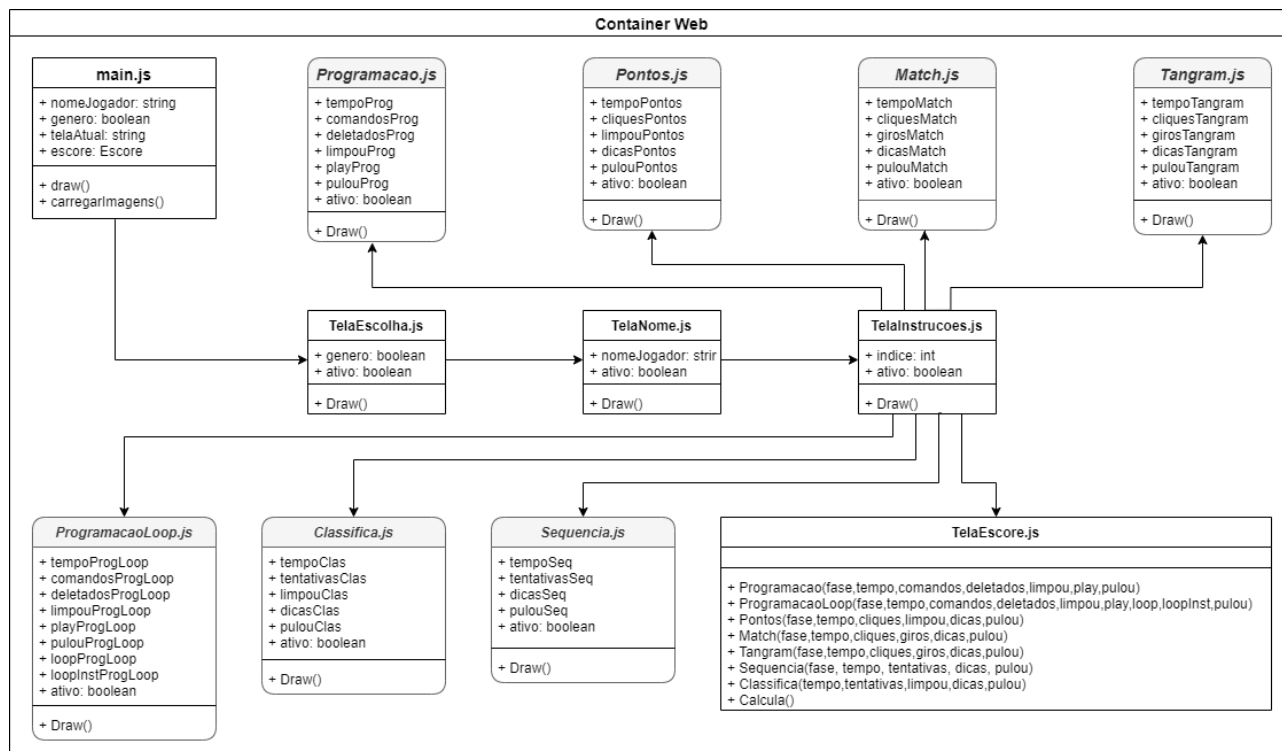 Container Web
main.js
+ nomeJogador: string
+ genero: boolean
+ telaAtual: string
+ escore: Escore
+ draw()
+ carregarImagens()
Programacao.js
+ tempoProg
+ comandosProg
+ deletadosProg
+ limpouProg
+ playProg
+ pulouProg
+ ativo: boolean
+ Draw()
Pontos.js
+ tempoPontos
+ cliquesPontos
+ limpouPontos
+ dicasPontos
+ pulouPontos
+ ativo: boolean
+ Draw()
Match.js
+ tempoMatch
+ cliquesMatch
+ girosMatch
+ dicasMatch
+ pulouMatch
+ ativo: boolean
+ Draw()
Tangram.js
+ tempoTangram
+ cliquesTangram
+ girosTangram
+ dicasTangram
+ pulouTangram
+ ativo: boolean
+ Draw()
TelaEscolha.js
+ genero: boolean
+ ativo: boolean
+ Draw()
TelaNome.js
+ nomeJogador: strir
+ ativo: boolean
+ Draw()
TelaInstrucoes.js
+ indice: int
+ ativo: boolean
+ Draw()
ProgramacaoLoop.js
+ tempoProgLoop
+ comandosProgLoop
+ deletadosProgLoop
+ limpouProgLoop
+ playProgLoop
+ pulouProgLoop
+ loopProgLoop
+ loopInstProgLoop
+ ativo: boolean
+ Draw()
Classifica.js
+ tempoClas
+ tentativasClas
+ limpouClas
+ dicasClas
+ pulouClas
+ ativo: boolean
+ Draw()
Sequencia.js
+ tempoSeq
+ tentativasSeq
+ dicasSeq
+ pulouSeq
+ ativo: boolean
+ Draw()
TelaEscore.js
+ Programacao(fase,tempo,comandos,deletados,limpou,play,pulou)
+ ProgramacaoLoop(fase,tempo,comandos,deletados,limpou,play,loop,loopInst,pulou)
+ Pontos(fase,tempo,cliques,limpou,dicas,pulou)
+ Match(fase,tempo,cliques,giros,dicas,pulou)
+ Tangram(fase,tempo,cliques,giros,dicas,pulou)
+ Sequencia(fase, tempo, tentativas, dicas, pulou)
+ Classifica(tempo,tentativas,limpou,dicas,pulou)
+ Calcula()